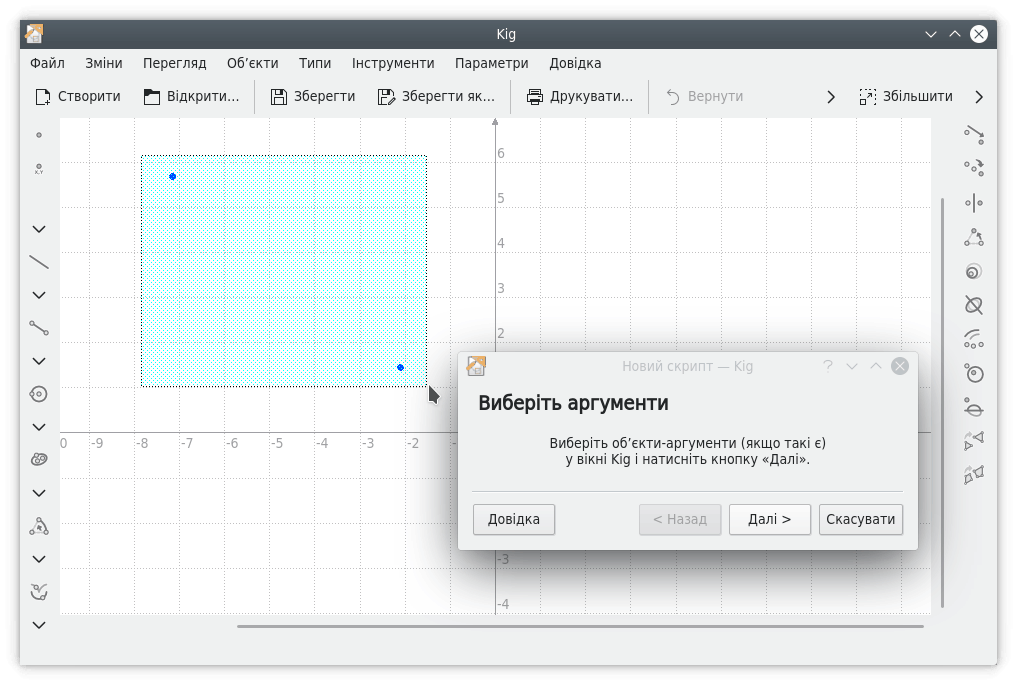 Kig
Файл Зміни Перегляд Об’єкти Типи Інструменти Параметри Довідка
Створити Відкрити... Зберегти Зберегти як... Друкувати... Вернути Збільшити
x,y
6
5
4
3
2
0 -9 -8 -7 -6 -5 -4 -3 -2
-3
-4
Новий скрипт — Kig
?
Виберіть аргументи
Виберіть об’єкти-аргументи (якщо такі є)
у вікні Kig і натисніть кнопку «Далі».
Довідка < Назад Далі > Скасувати